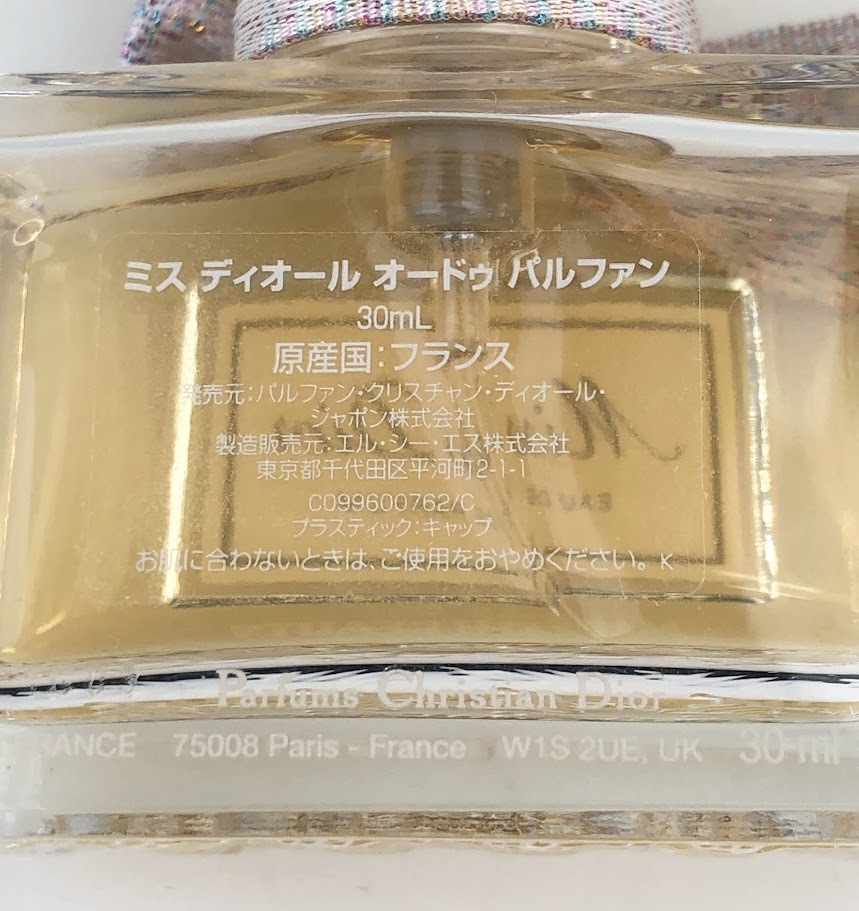 ミス ディオール オードゥ パルファン
30mL
原産国:フランス
発売元:パルファン・クリスチャン・ディオール・
ジャポン株式会社
製造販売元:エル・シー・エス株式会社
東京都千代田区平河町2-1-1
C099600762/C
プラスティック:キャップ
お肌に合わないときは、ご使用をおやめください。 K
Miss Dior
EAU DE
Parfums Christian Dior
75008 Paris - France W1S 2UE, UK 30 ml